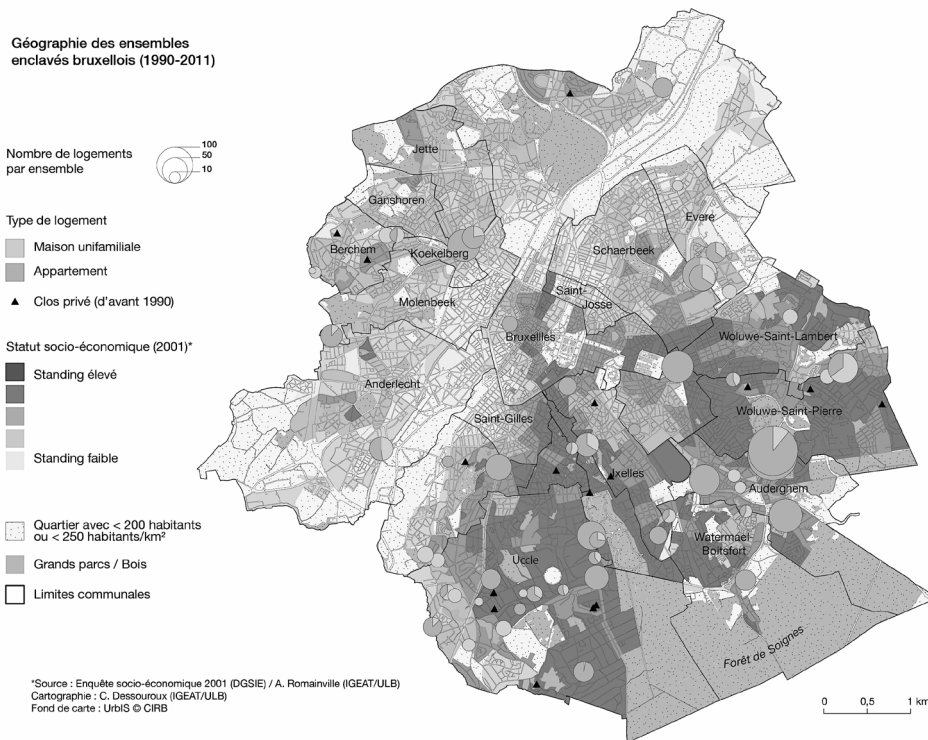 Géographie des ensembles
enclavés bruxellois (1990-2011)
Nombre de logements
par ensemble
100
50
10
Type de logement
Maison unifamiliale
Appartement
Clos privé (d'avant 1990)
Statut socio-économique (2001)*
Standing élevé
Standing faible
Quartier avec < 200 habitants
ou < 250 habitants/km²
Grands parcs / Bois
Limites communales
Jette
Ganshoren
Evere
Berchem
Koekelberg
Schaerbeek
Molenbeek
Saint-
Josse
Bruxelles
Woluwe-Saint-Lambert
Anderlecht
Woluwe-Saint-Pierre
Saint-Gilles
Ixelles
Auderghem
Watermael-
Boitsfort
Uccle
Forêt de Soignes
*Source : Enquête socio-économique 2001 (DGSIE) / A. Romainville (IGEAT/ULB)
Cartographie : C. Dessouroux (IGEAT/ULB)
Fond de carte : UrbIS © CIRB
0 0,5 1 km